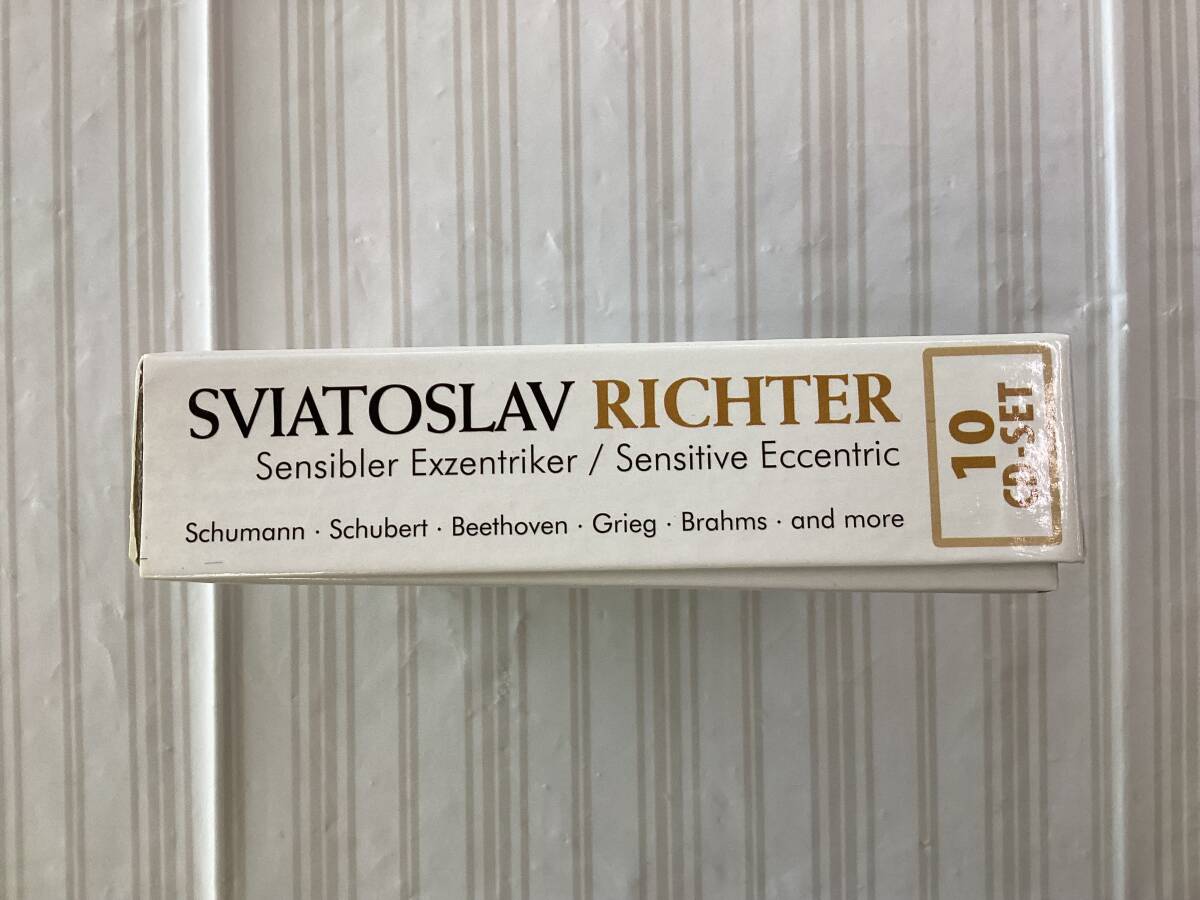 SVIATOSLAV RICHTER
Sensibler Exzentriker / Sensitive Eccentric
Schumann · Schubert · Beethoven · Grieg · Brahms · and more
10
CD-SET